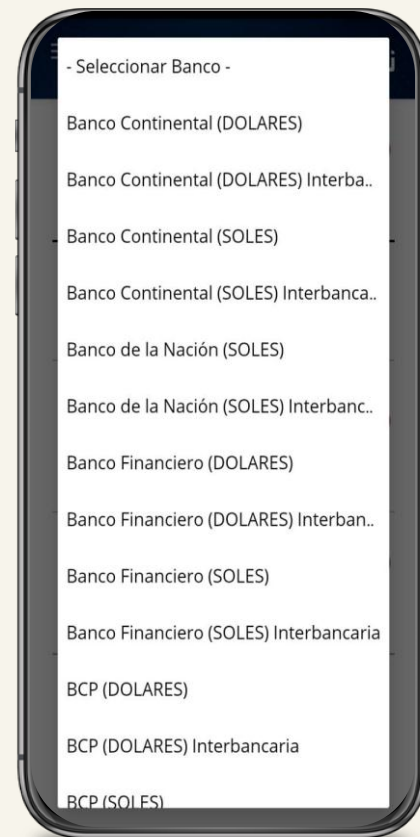 - Seleccionar Banco -
Banco Continental (DOLARES)
Banco Continental (DOLARES) Interba..
Banco Continental (SOLES)
Banco Continental (SOLES) Interbanca..
Banco de la Nación (SOLES)
Banco de la Nación (SOLES) Interbanc..
Banco Financiero (DOLARES)
Banco Financiero (DOLARES) Interban..
Banco Financiero (SOLES)
Banco Financiero (SOLES) Interbancaria
BCP (DOLARES)
BCP (DOLARES) Interbancaria
BCP (SOLES)